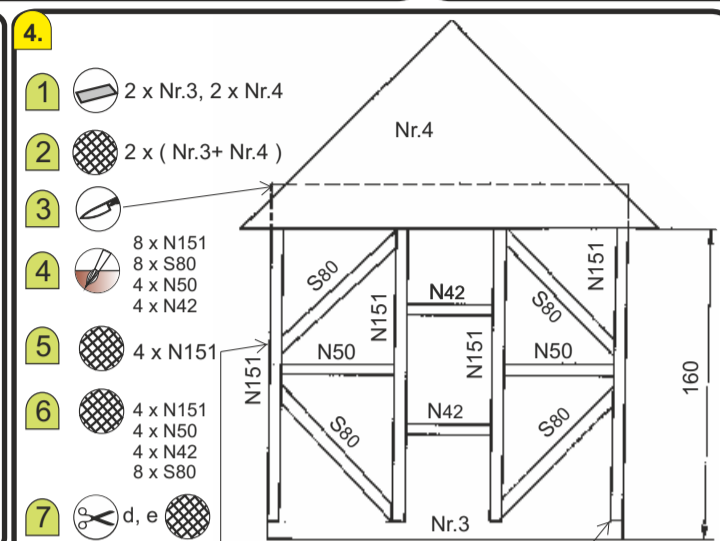 4.
1 2 x Nr.3, 2 x Nr.4
2 2 x ( Nr.3+ Nr.4 )
3
4 8 x N151
8 x S80
4 x N50
4 x N42
5 4 x N151
6 4 x N151
4 x N50
4 x N42
8 x S80
7 d, e
Nr.4
S80
N151
N42
N151
S80
N151
N50
N151
N50
S80
N42
S80
160
Nr.3